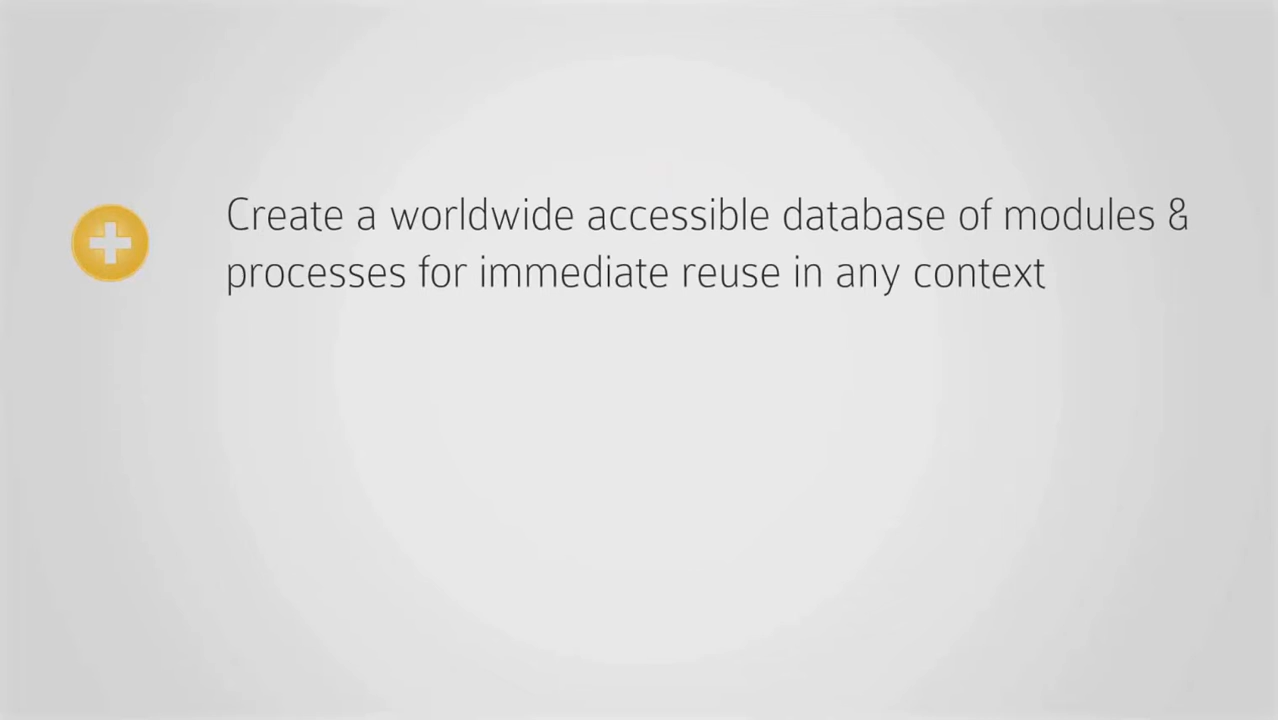 Create a worldwide accessible database of modules &
processes for immediate reuse in any context